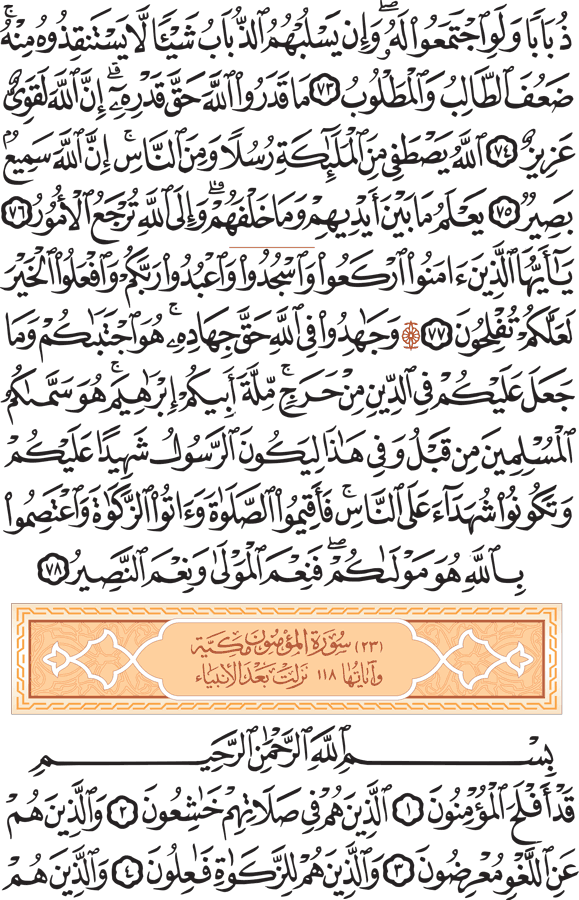 ذُبَابًا وَلَوِ ٱجْتَمَعُوا۟ لَهُۥ ۖ وَإِن يَسْلُبْهُمُ ٱلذُّبَابُ شَيْـًٔا لَّا يَسْتَنقِذُوهُ مِنْهُ ۚ
ضَعُفَ ٱلطَّالِبُ وَٱلْمَطْلُوبُ ٧٣ مَا قَدَرُوا۟ ٱللَّهَ حَقَّ قَدْرِهِۦٓ ۗ إِنَّ ٱللَّهَ لَقَوِىٌّ
عَزِيزٌ ٧٤ ٱللَّهُ يَصْطَفِى مِنَ ٱلْمَلَـٰٓئِكَةِ رُسُلًا وَمِنَ ٱلنَّاسِ ۚ إِنَّ ٱللَّهَ سَمِيعٌۢ
بَصِيرٌ ٧٥ يَعْلَمُ مَا بَيْنَ أَيْدِيهِمْ وَمَا خَلْفَهُمْ ۗ وَإِلَى ٱللَّهِ تُرْجَعُ ٱلْأُمُورُ ٧٦
يَـٰٓأَيُّهَا ٱلَّذِينَ ءَامَنُوا۟ ٱرْكَعُوا۟ وَٱسْجُدُوا۟ وَٱعْبُدُوا۟ رَبَّكُمْ وَٱفْعَلُوا۟ ٱلْخَيْرَ
لَعَلَّكُمْ تُفْلِحُونَ ٧٧ ۩ وَجَـٰهِدُوا۟ فِى ٱللَّهِ حَقَّ جِهَادِهِۦ ۚ هُوَ ٱجْتَبَىٰكُمْ وَمَا
جَعَلَ عَلَيْكُمْ فِى ٱلدِّينِ مِنْ حَرَجٍ ۚ مِّلَّةَ أَبِيكُمْ إِبْرَٰهِيمَ ۚ هُوَ سَمَّىٰكُمُ
ٱلْمُسْلِمِينَ مِن قَبْلُ وَفِى هَـٰذَا لِيَكُونَ ٱلرَّسُولُ شَهِيدًا عَلَيْكُمْ
وَتَكُونُوا۟ شُهَدَآءَ عَلَى ٱلنَّاسِ ۚ فَأَقِيمُوا۟ ٱلصَّلَوٰةَ وَءَاتُوا۟ ٱلزَّكَوٰةَ وَٱعْتَصِمُوا۟
بِٱللَّهِ هُوَ مَوْلَىٰكُمْ ۖ فَنِعْمَ ٱلْمَوْلَىٰ وَنِعْمَ ٱلنَّصِيرُ ٧٨
(٢٣) سُورَةُ المُؤْمِنُونَ مَكِّيَّة
وَآيَاتُهَا ١١٨ نَزَلَتْ بَعْدَ الأَنْبِيَاء
بِسْمِ ٱللَّهِ ٱلرَّحْمَـٰنِ ٱلرَّحِيمِ
قَدْ أَفْلَحَ ٱلْمُؤْمِنُونَ ١ ٱلَّذِينَ هُمْ فِى صَلَاتِهِمْ خَـٰشِعُونَ ٢ وَٱلَّذِينَ هُمْ
عَنِ ٱللَّغْوِ مُعْرِضُونَ ٣ وَٱلَّذِينَ هُمْ لِلزَّكَوٰةِ فَـٰعِلُونَ ٤ وَٱلَّذِينَ هُمْ